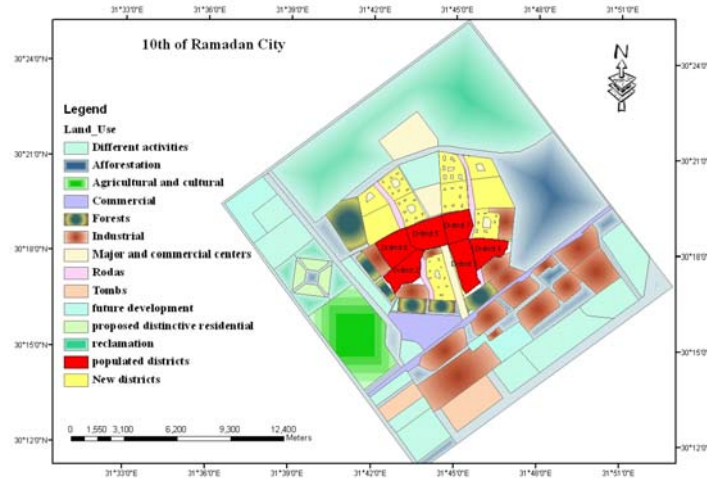 31°33'0"E 31°36'0"E 31°39'0"E 31°42'0"E 31°45'0"E 31°48'0"E 31°51'0"E
10th of Ramadan City
N
30°24'0"N 30°24'0"N
30°21'0"N 30°21'0"N
30°18'0"N 30°18'0"N
30°15'0"N 30°15'0"N
30°12'0"N 30°12'0"N
Legend
Land_Use
Different activities
Afforestation
Agricultural and cultural
Commercial
Forests
Industrial
Major and commercial centers
Rodas
Tombs
future development
proposed distinctive residential
reclamation
populated districts
New districts
0 1,550 3,100 6,200 9,300 12,400
Meters
31°33'0"E 31°36'0"E 31°39'0"E 31°42'0"E 31°45'0"E 31°48'0"E 31°51'0"E